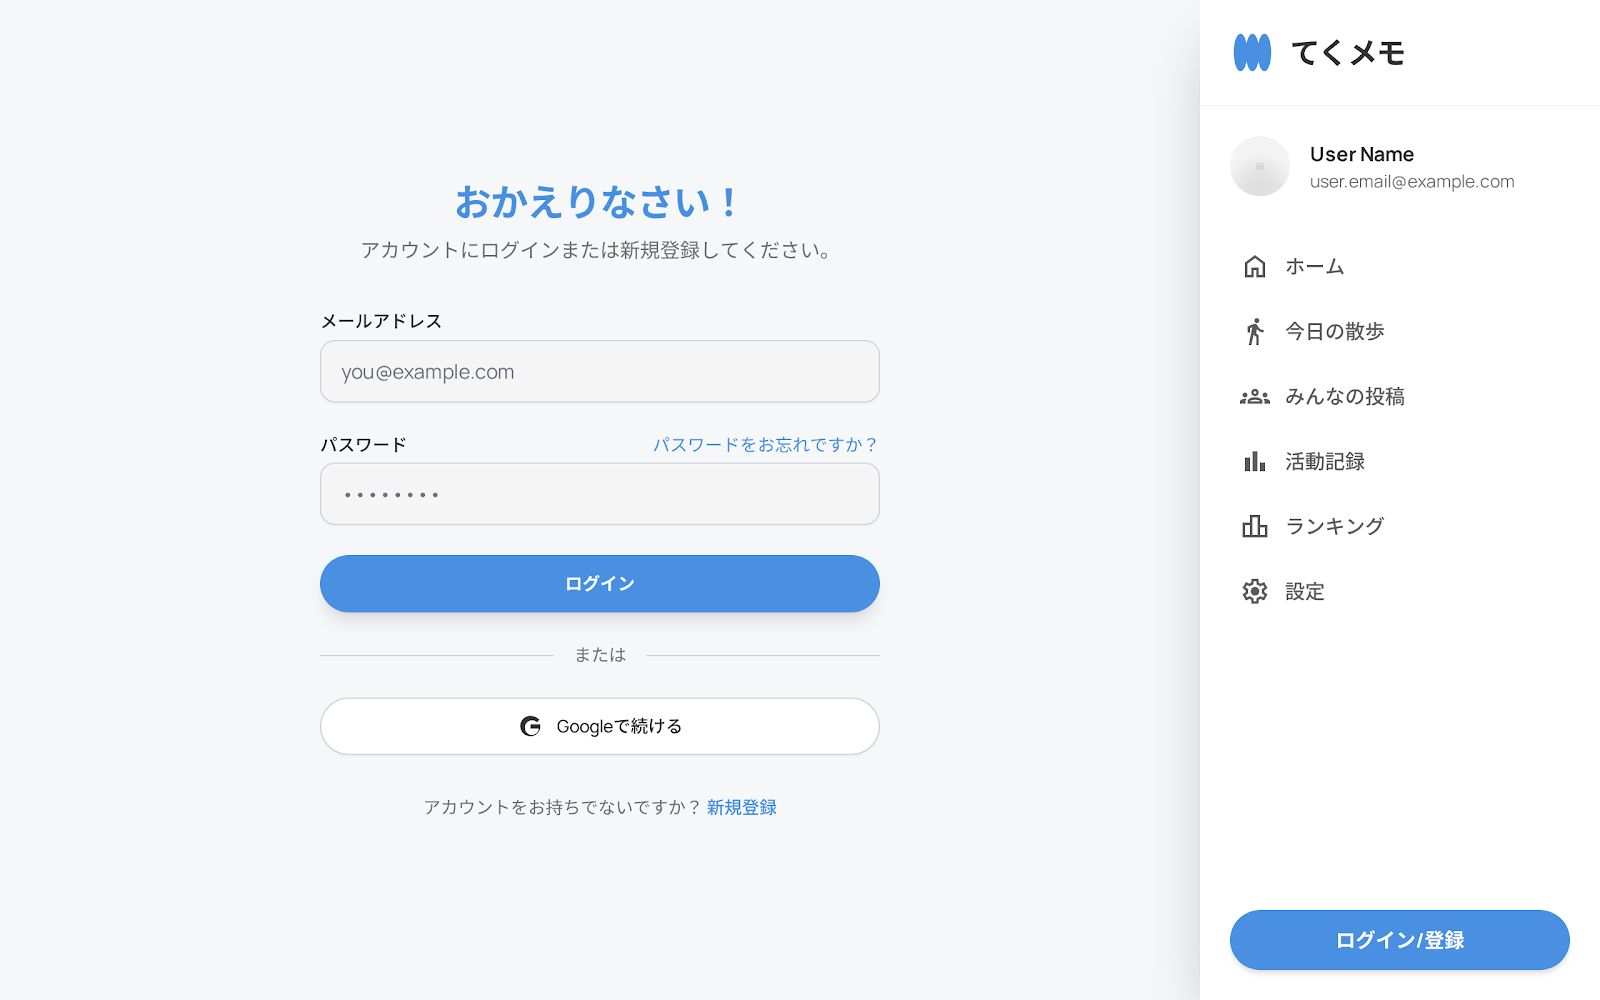 おかえりなさい！
アカウントにログインまたは新規登録してください。
メールアドレス
you@example.com
パスワード
パスワードをお忘れですか？
••••••••
ログイン
または
Googleで続ける
アカウントをお持ちでないですか？ 新規登録
てくメモ
User Name
user.email@example.com
ホーム
今日の散歩
みんなの投稿
活動記録
ランキング
設定
ログイン/登録